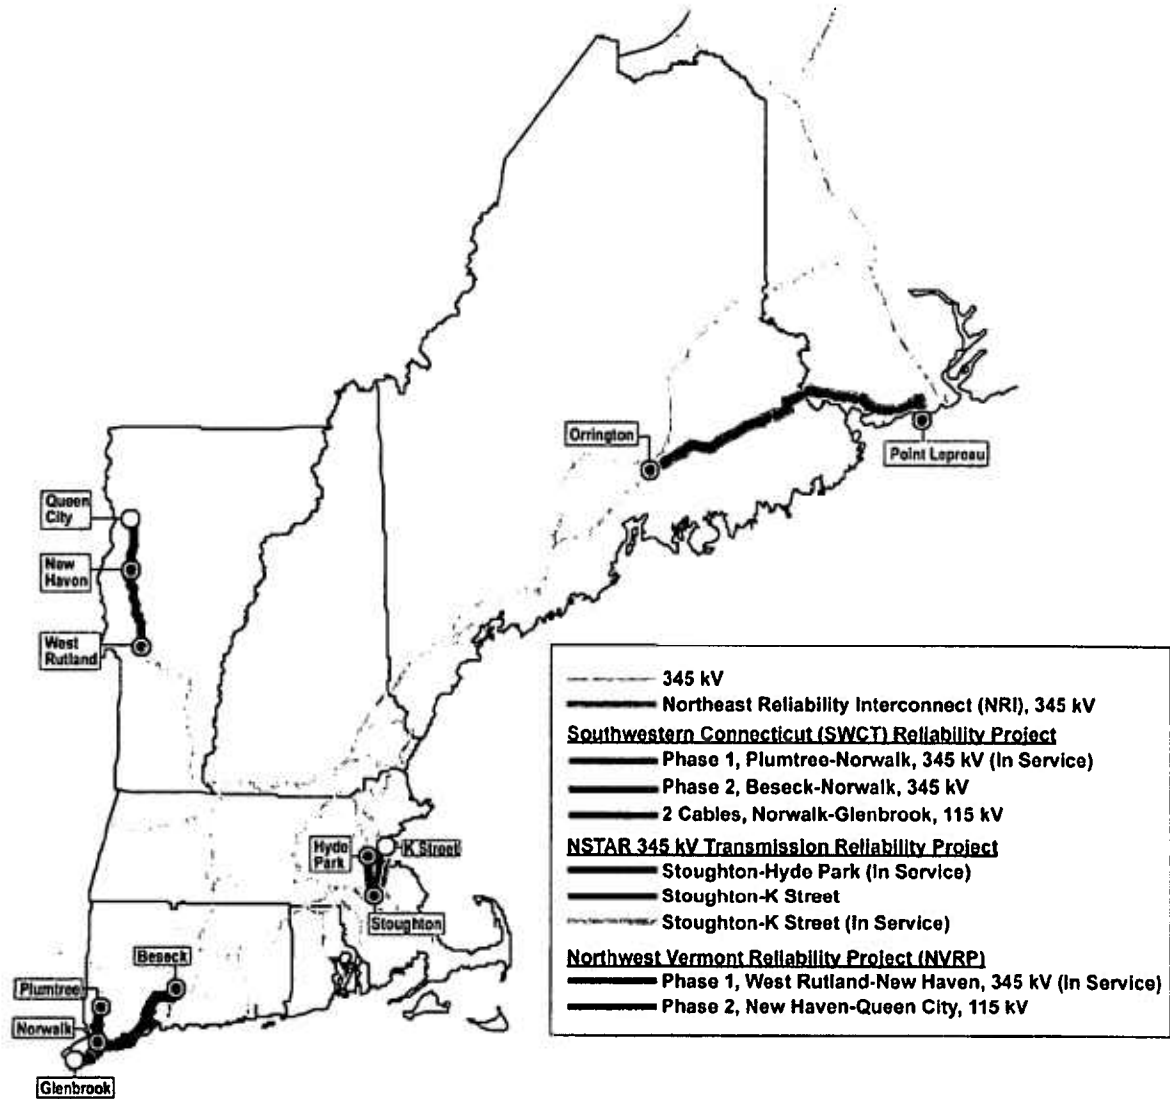 Orrington
Point Lepreau
Queen
City
New
Haven
West
Rutland
345 kV
Northeast Reliability Interconnect (NRI), 345 kV
Southwestern Connecticut (SWCT) Reliability Project
Phase 1, Plumtree-Norwalk, 345 kV (In Service)
Phase 2, Beseck-Norwalk, 345 kV
2 Cables, Norwalk-Glenbrook, 115 kV
NSTAR 345 kV Transmission Reliability Project
Stoughton-Hyde Park (In Service)
Stoughton-K Street
Stoughton-K Street (In Service)
Northwest Vermont Reliability Project (NVRP)
Phase 1, West Rutland-New Haven, 345 kV (In Service)
Phase 2, New Haven-Queen City, 115 kV
Hyde
Park
K Street
Stoughton
Beseck
Plumtree
Norwalk
Glenbrook